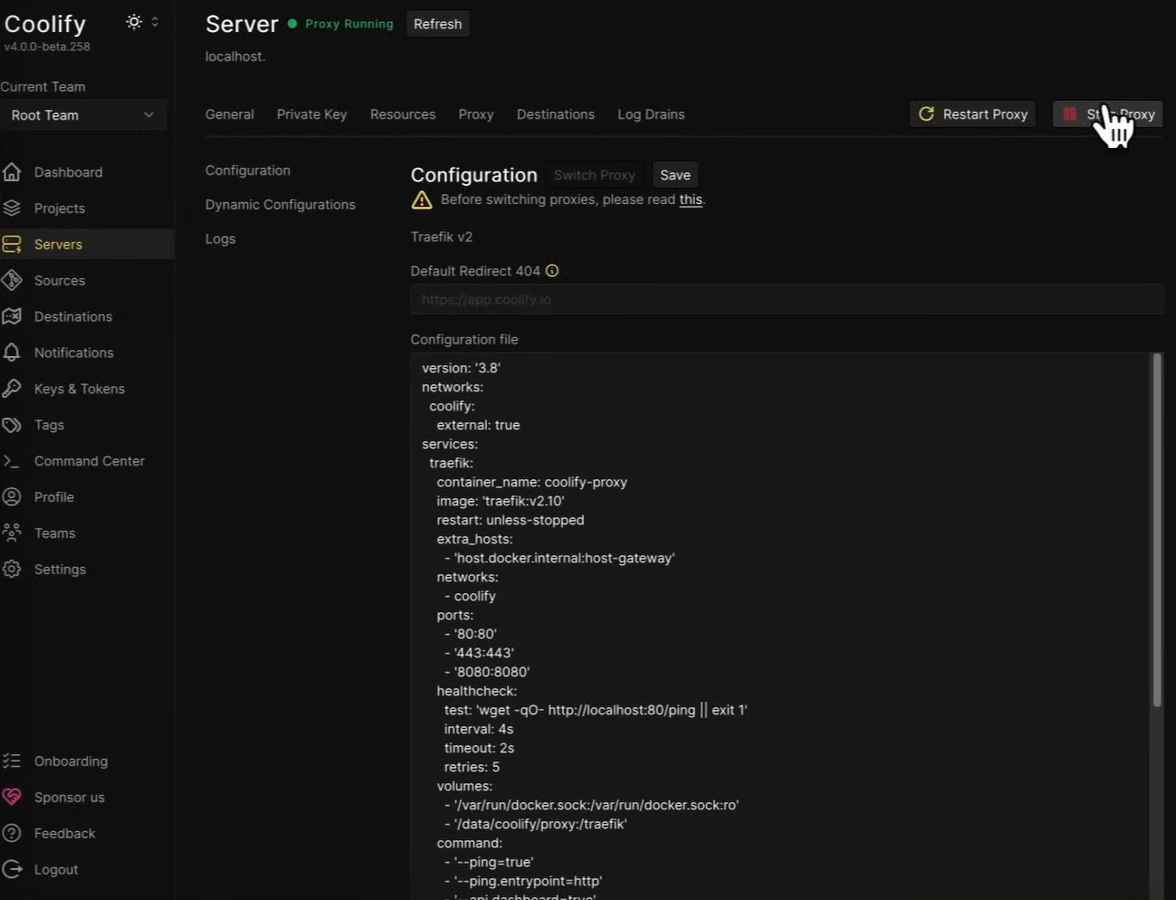 Coolify
v4.0.0-beta.258
Current Team
Root Team
Dashboard
Projects
Servers
Sources
Destinations
Notifications
Keys & Tokens
Tags
Command Center
Profile
Teams
Settings
Onboarding
Sponsor us
Feedback
Logout
Server Proxy Running Refresh
localhost.
General Private Key Resources Proxy Destinations Log Drains Restart Proxy Proxy
Configuration
Dynamic Configurations
Logs
Configuration Switch Proxy Save
Before switching proxies, please read this.
Traefik v2
Default Redirect 404
https://app.coolify.io
Configuration file
version: '3.8'
networks:
coolify:
external: true
services:
traefik:
container_name: coolify-proxy
image: 'traefik:v2.10'
restart: unless-stopped
extra_hosts:
- 'host.docker.internal:host-gateway'
networks:
- coolify
ports:
- '80:80'
- '443:443'
- '8080:8080'
healthcheck:
test: 'wget -qO- http://localhost:80/ping || exit 1'
interval: 4s
timeout: 2s
retries: 5
volumes:
- '/var/run/docker.sock:/var/run/docker.sock:ro'
- '/data/coolify/proxy:/traefik'
command:
- '--ping=true'
- '--ping.entrypoint=http'
- '--api.dashboard=true'